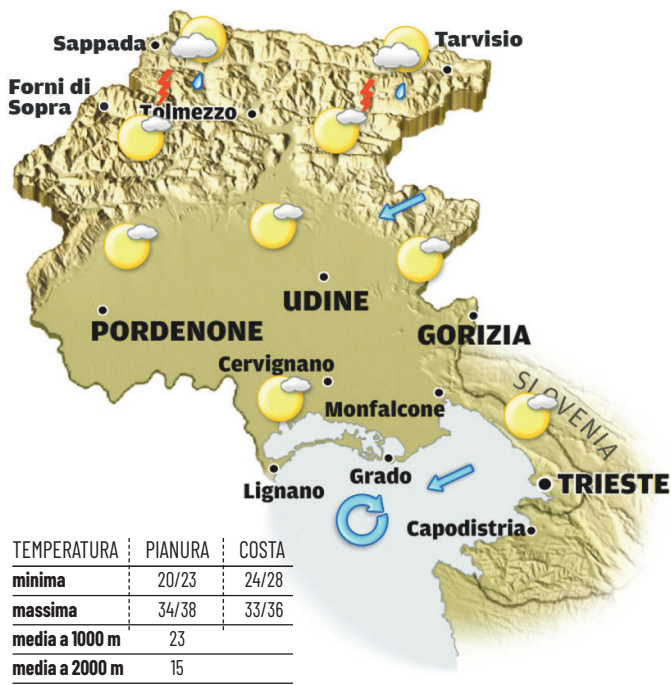 Sappada
Tarvisio
Forni di
Sopra
Tolmezzo
UDINE
PORDENONE
GORIZIA
Cervignano
SLOVENIA
Monfalcone
Grado
TRIESTE
Lignano
Capodistria
TEMPERATURA PIANURA COSTA
minima 20/23 24/28
massima 34/38 33/36
media a 1000 m 23
media a 2000 m 15